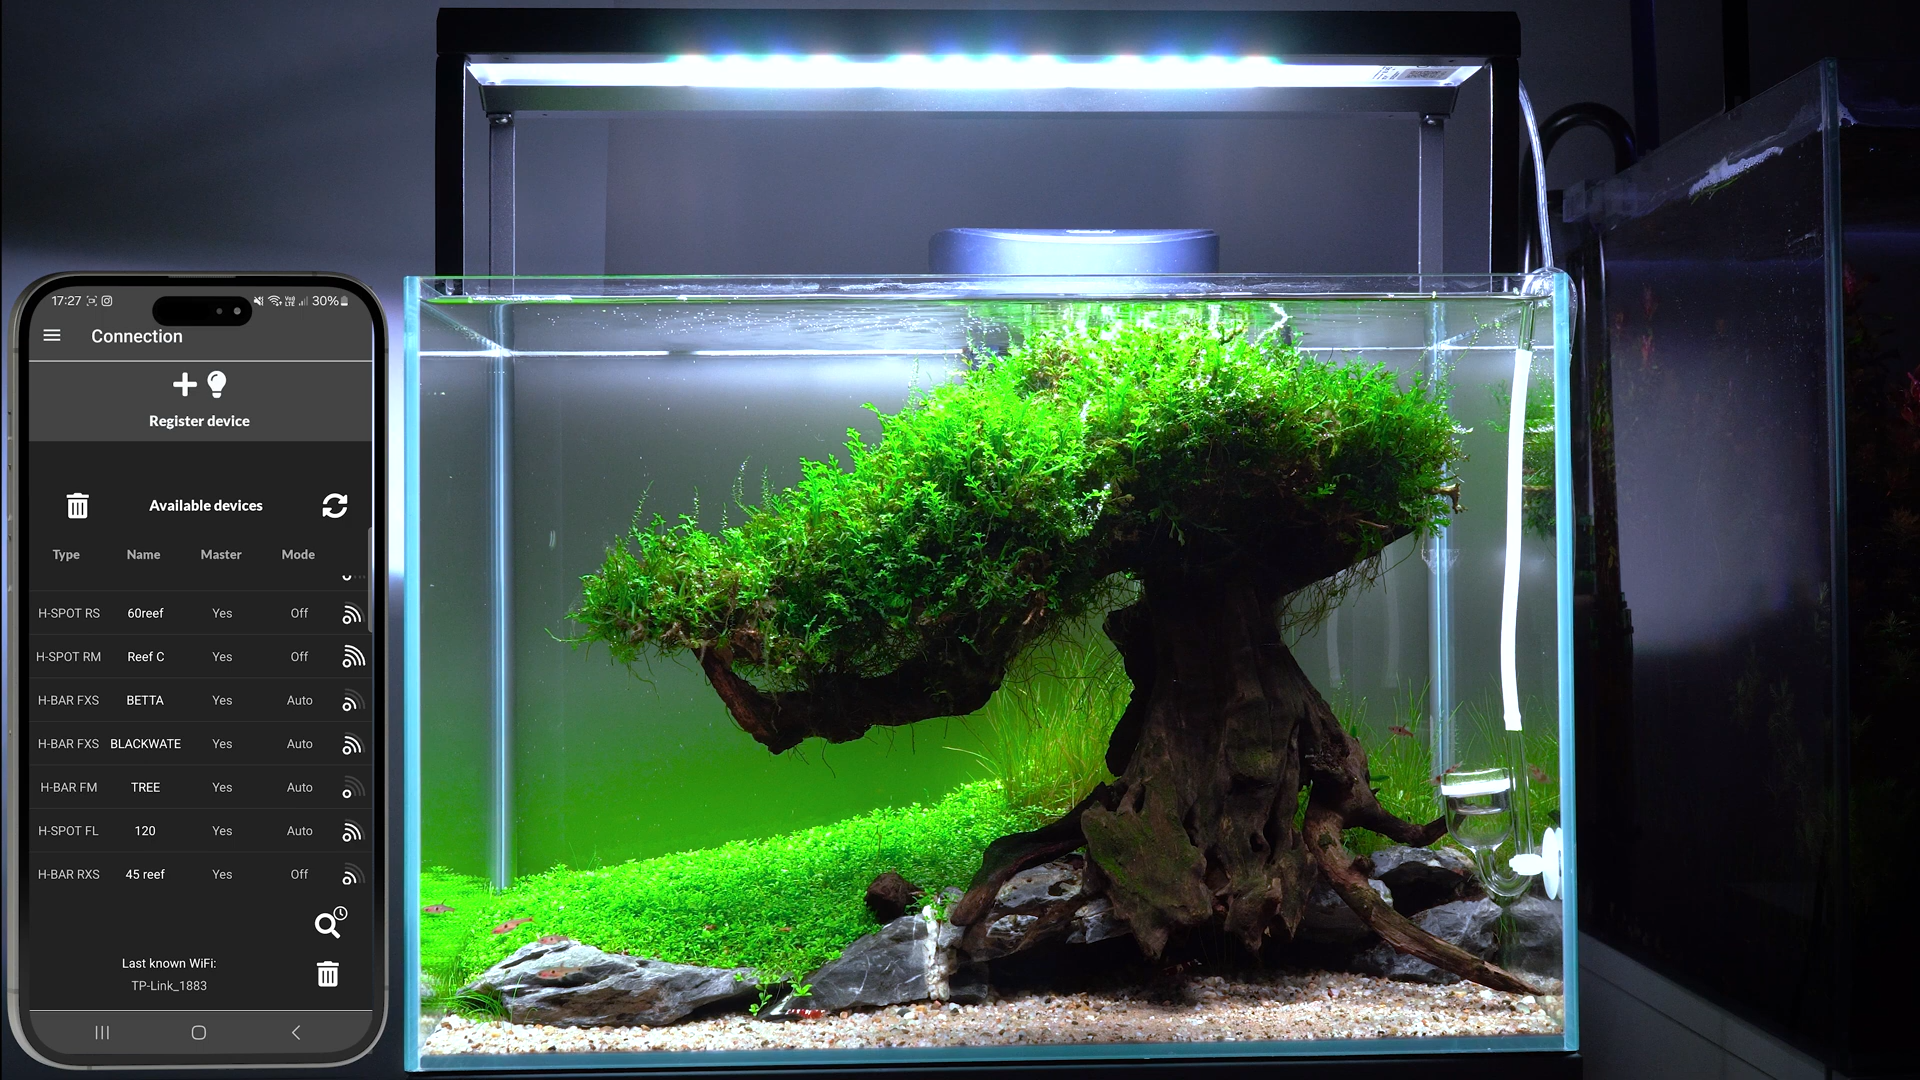 17:27 30%
Connection
Register device
Available devices
Type Name Master Mode
H-SPOT RS 60reef Yes Off
H-SPOT RM Reef C Yes Off
H-BAR FXS BETTA Yes Auto
H-BAR FXS BLACKWATE Yes Auto
H-BAR FM TREE Yes Auto
H-SPOT FL 120 Yes Auto
H-BAR RXS 45 reef Yes Off
Last known WiFi:
TP-Link_1883